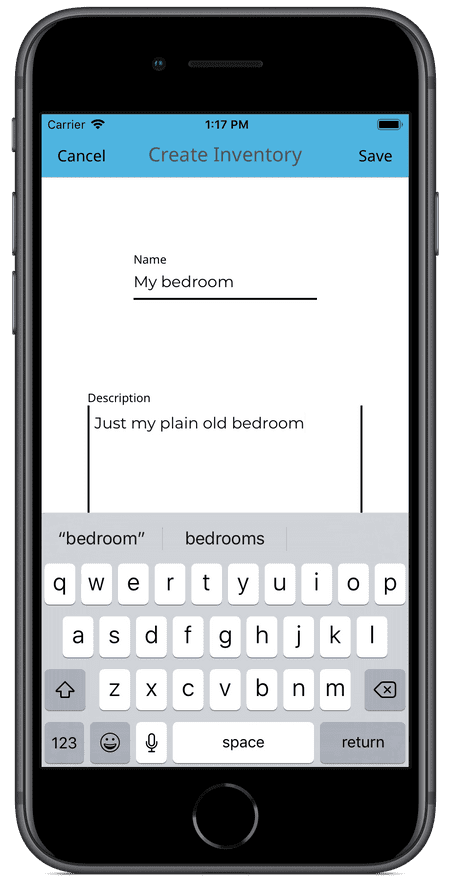 Carrier 1:17 PM
Cancel Create Inventory Save
Name
My bedroom
Description
Just my plain old bedroom
“bedroom” bedrooms
q w e r t y u i o p
a s d f g h j k l
z x c v b n m
123 space return